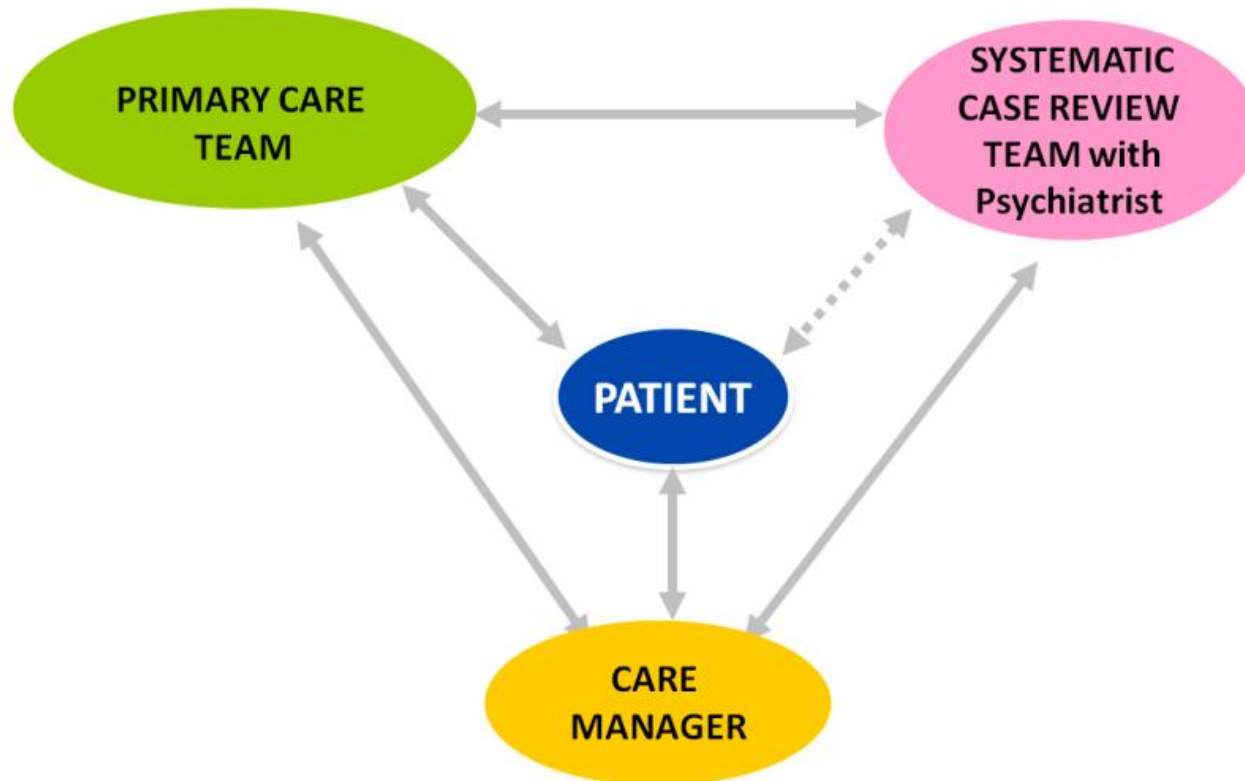 PRIMARY CARE
TEAM
SYSTEMATIC
CASE REVIEW
TEAM with
Psychiatrist
PATIENT
CARE
MANAGER